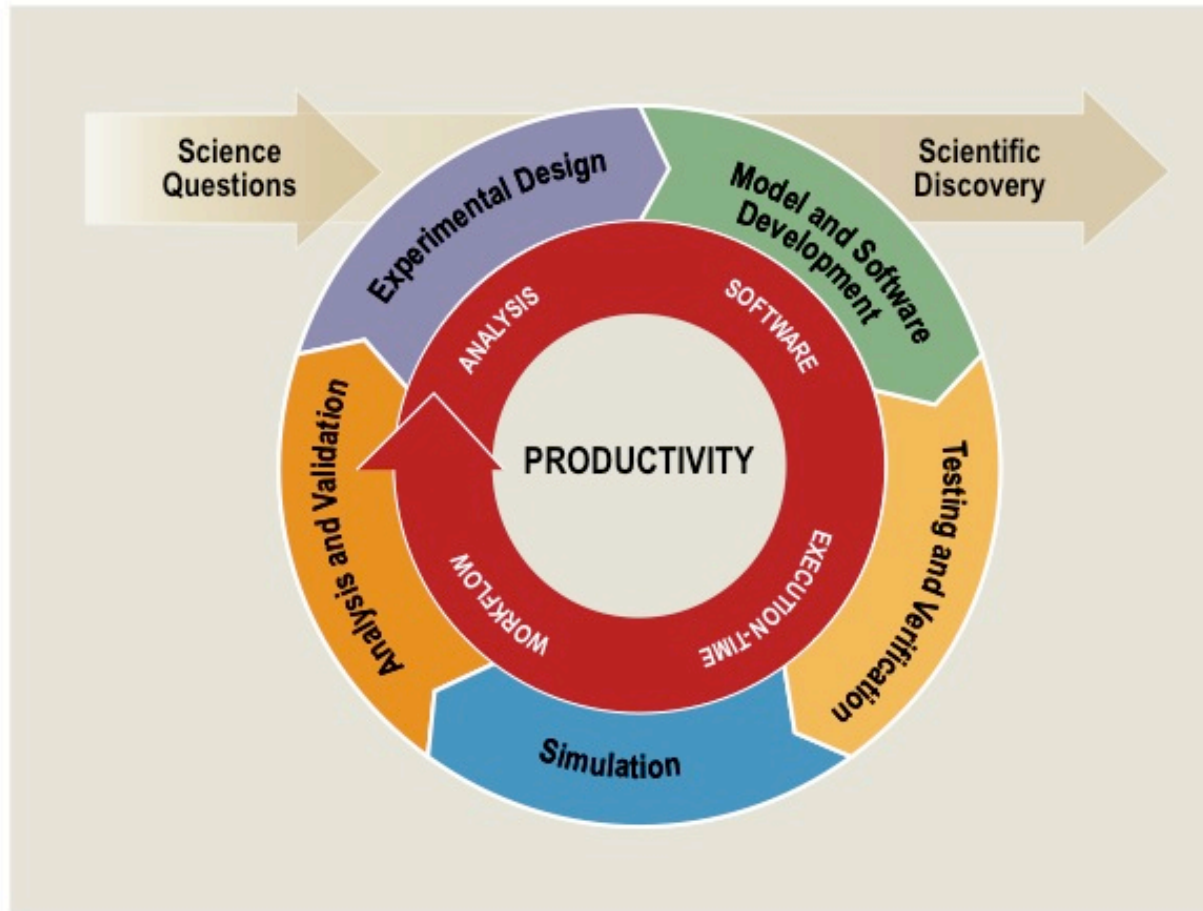 Science
Questions
Scientific
Discovery
Experimental Design
Model and Software
Development
Testing and Verification
Simulation
Analysis and Validation
ANALYSIS
SOFTWARE
EXECUTION-TIME
WORKFLOW
PRODUCTIVITY